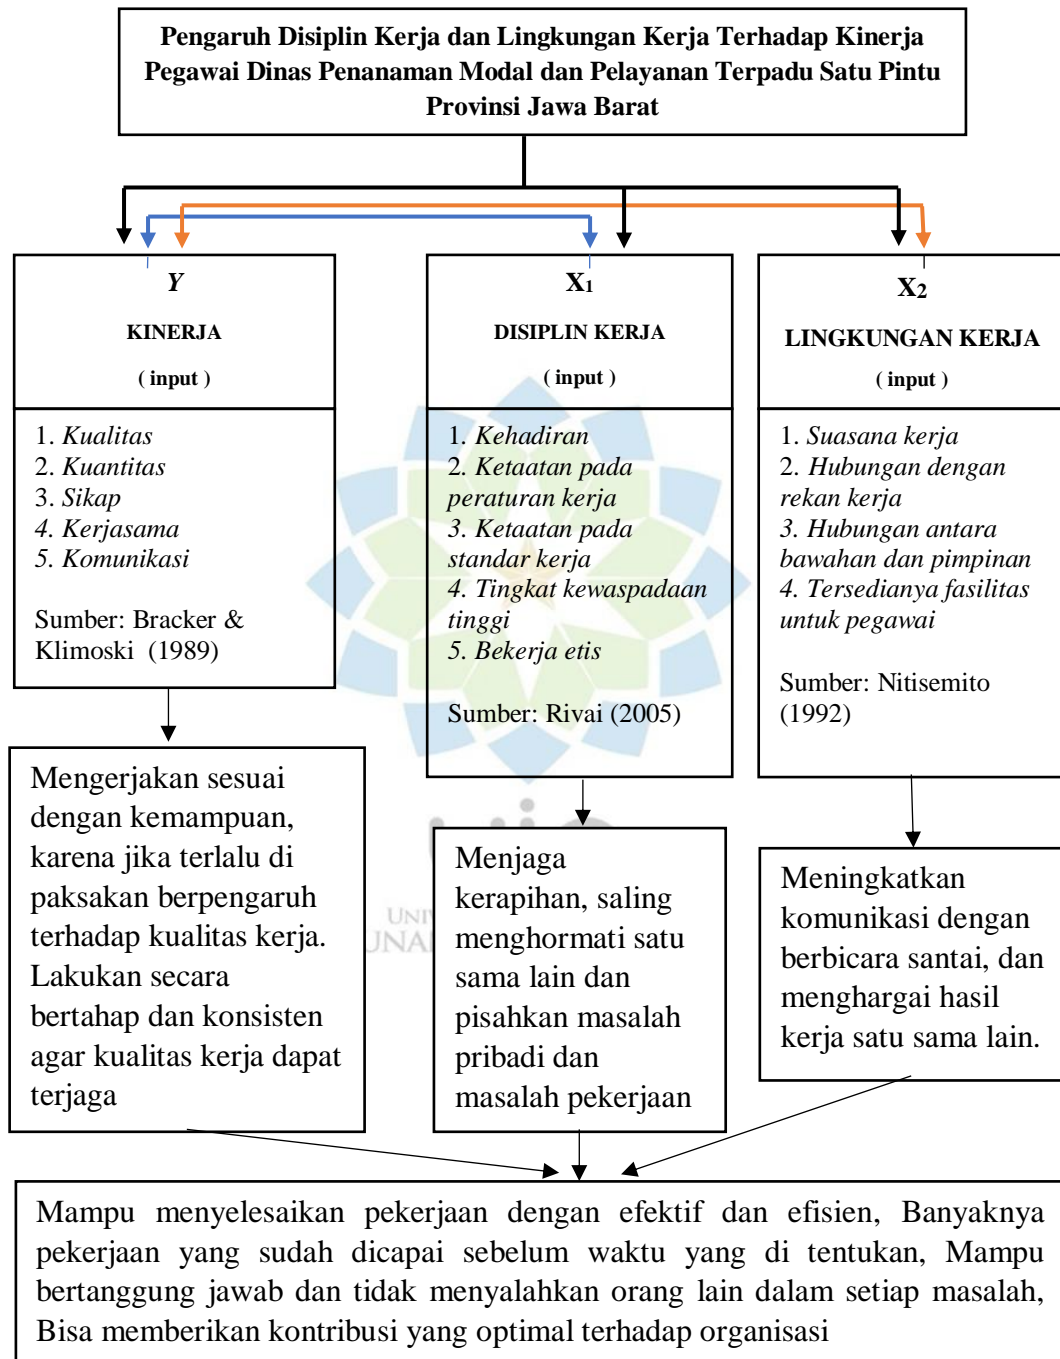 Pengaruh Disiplin Kerja dan Lingkungan Kerja Terhadap Kinerja
Pegawai Dinas Penanaman Modal dan Pelayanan Terpadu Satu Pintu
Provinsi Jawa Barat
Y
KINERJA
( input )
1. Kualitas
2. Kuantitas
3. Sikap
4. Kerjasama
5. Komunikasi
Sumber: Bracker &
Klimoski (1989)
X1
DISIPLIN KERJA
( input )
1. Kehadiran
2. Ketaatan pada
peraturan kerja
3. Ketaatan pada
standar kerja
4. Tingkat kewaspadaan
tinggi
5. Bekerja etis
Sumber: Rivai (2005)
X2
LINGKUNGAN KERJA
( input )
1. Suasana kerja
2. Hubungan dengan
rekan kerja
3. Hubungan antara
bawahan dan pimpinan
4. Tersedianya fasilitas
untuk pegawai
Sumber: Nitisemito
(1992)
Mengerjakan sesuai
dengan kemampuan,
karena jika terlalu di
paksakan berpengaruh
terhadap kualitas kerja.
Lakukan secara
bertahap dan konsisten
agar kualitas kerja dapat
terjaga
Menjaga
kerapihan, saling
menghormati satu
sama lain dan
pisahkan masalah
pribadi dan
masalah pekerjaan
Meningkatkan
komunikasi dengan
berbicara santai, dan
menghargai hasil
kerja satu sama lain.
Mampu menyelesaikan pekerjaan dengan efektif dan efisien, Banyaknya
pekerjaan yang sudah dicapai sebelum waktu yang di tentukan, Mampu
bertanggung jawab dan tidak menyalahkan orang lain dalam setiap masalah,
Bisa memberikan kontribusi yang optimal terhadap organisasi